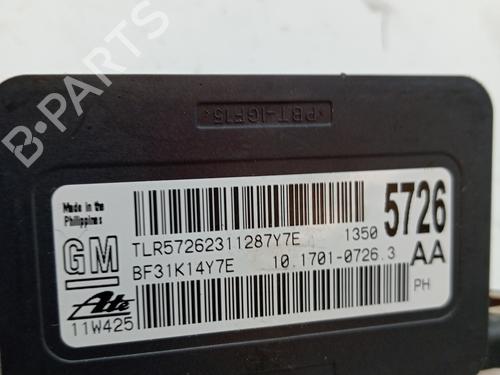 >PBT-IGF15<
Made in the
Philippines
5726
GM
TLR57262311287Y7E 1350
BF31K14Y7E 10.1701-0726.3 AA
Ate
11W425 PH
B-PARTS